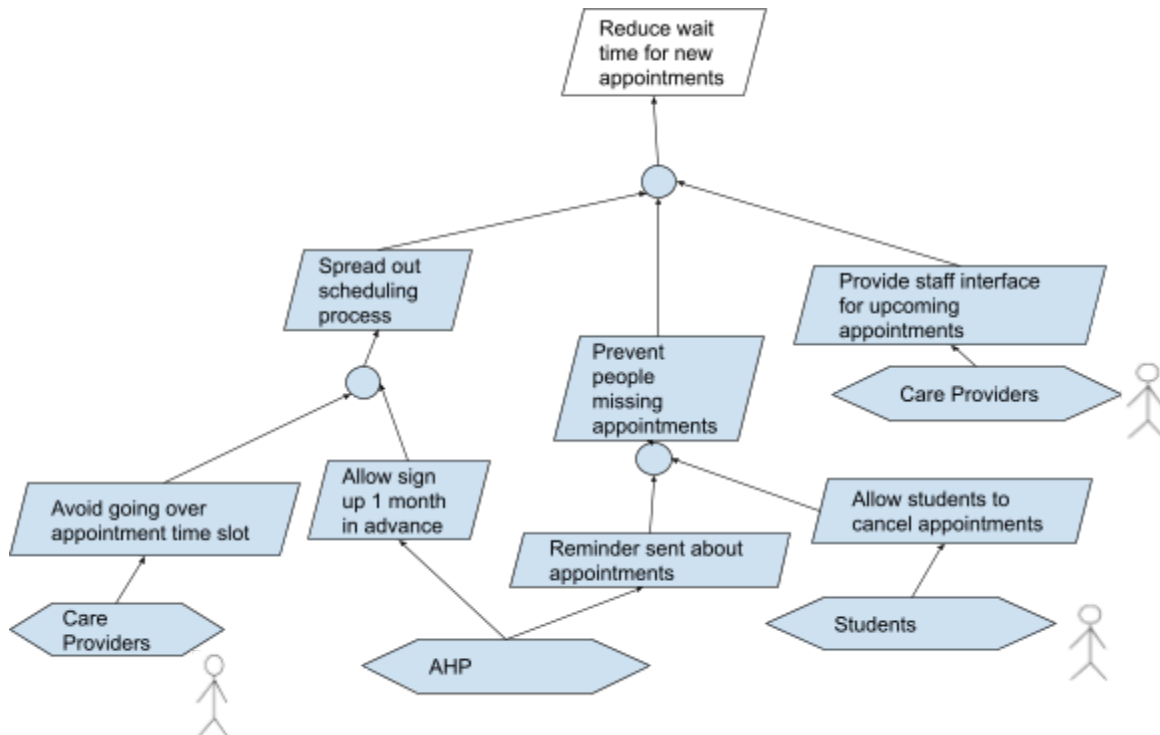 Reduce wait
time for new
appointments
Spread out
scheduling
process
Provide staff interface
for upcoming
appointments
Prevent
people
missing
appointments
Care Providers
Avoid going over
appointment time slot
Allow sign
up 1 month
in advance
Reminder sent about
appointments
Allow students to
cancel appointments
Care
Providers
AHP
Students